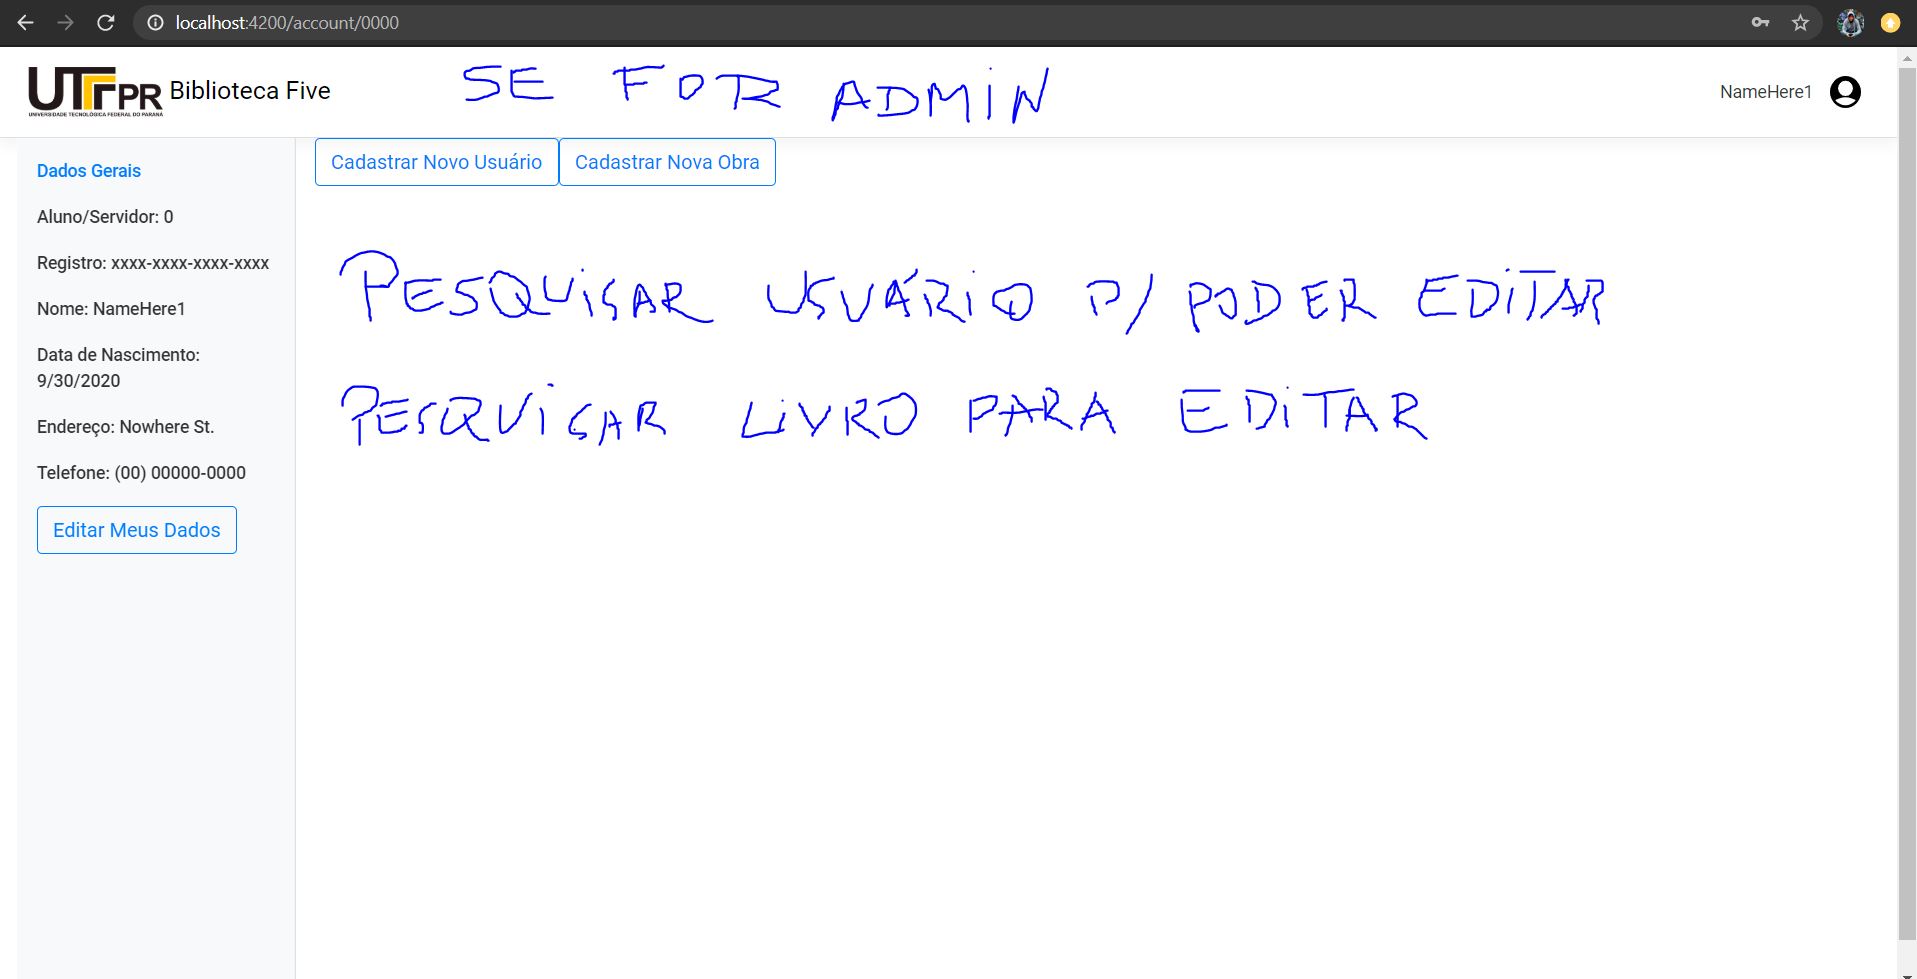 localhost:4200/account/0000
UTFPR Biblioteca Five
UNIVERSIDADE TECNOLÓGICA FEDERAL DO PARANÁ
SE FOR ADMIN
NameHere1
Dados Gerais
Aluno/Servidor: 0
Registro: xxxx-xxxx-xxxx-xxxx
Nome: NameHere1
Data de Nascimento:
9/30/2020
Endereço: Nowhere St.
Telefone: (00) 00000-0000
Editar Meus Dados
Cadastrar Novo Usuário Cadastrar Nova Obra
PESQUISAR USUÁRIO P/ PODER EDITAR
PESQUISAR LIVRO PARA EDITAR